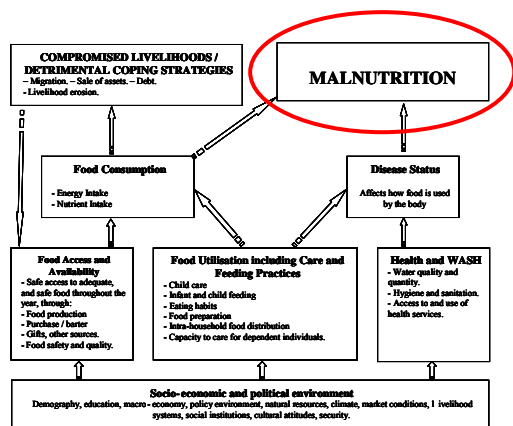 COMPROMISED LIVELIHOODS /
DETRIMENTAL COPING STRATEGIES
– Migration. – Sale of assets. – Debt.
- Livelihood erosion.
MALNUTRITION
Food Consumption
- Energy Intake
- Nutrient Intake
Disease Status
Affects how food is used
by the body
Food Access and
Availability
- Safe access to adequate,
and safe food throughout the
year, through:
- Food production
- Purchase / barter
- Gifts, other sources.
- Food safety and quality.
Food Utilisation including Care and
Feeding Practices
- Child care
- Infant and child feeding
- Eating habits
- Food preparation
- Intra-household food distribution
- Capacity to care for dependent individuals.
Health and WASH
- Water quality and
quantity.
- Hygiene and sanitation.
- Access to and use of
health services.
Socio-economic and political environment
Demography, education, macro - economy, policy environment, natural resources, climate, market conditions, l ivelihood
systems, social institutions, cultural attitudes, security.